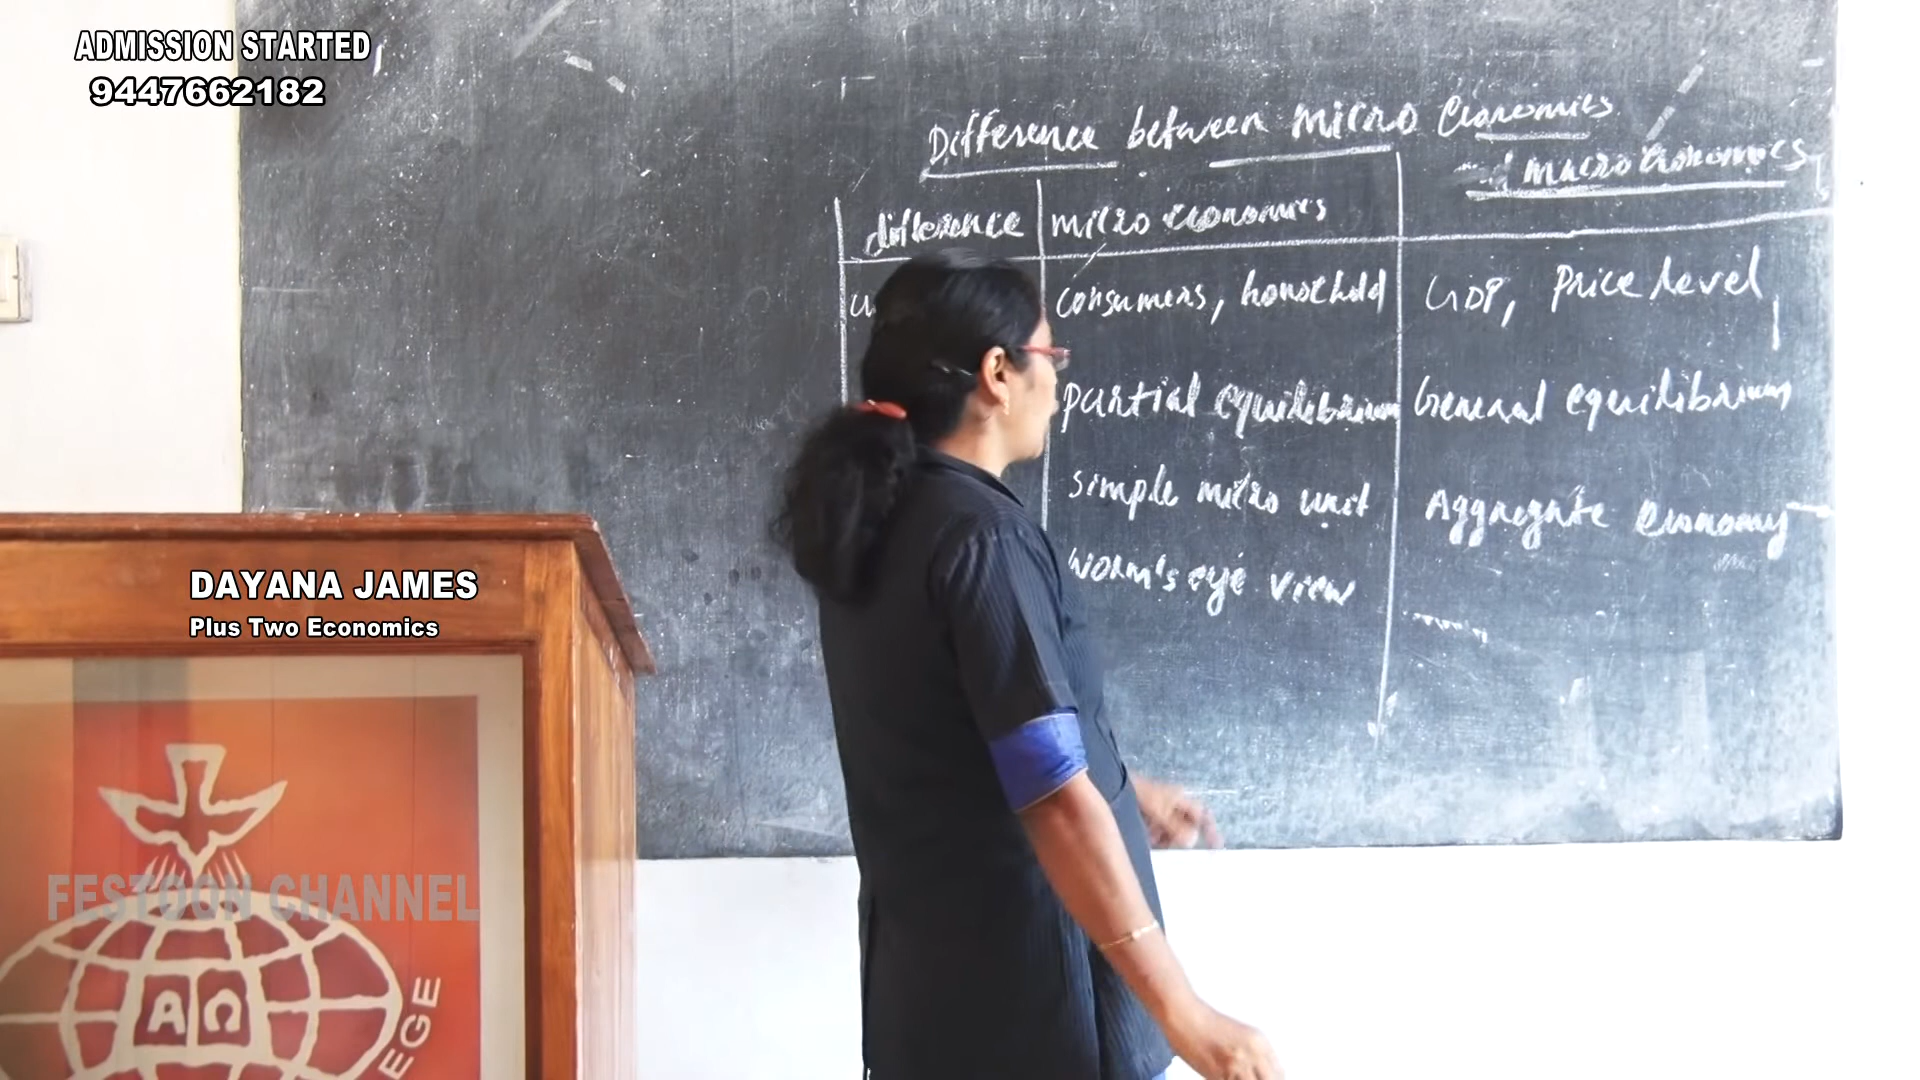 ADMISSION STARTED
9447662182
Difference between micro Economics
and macro Economics
difference micro economics
consumers, household GDP, Price level,
partial equilibrium General equilibrium
simple micro unit Aggregate economy
Worm's eye view
DAYANA JAMES
Plus Two Economics
FESTOON CHANNEL
Α Ω
EGE